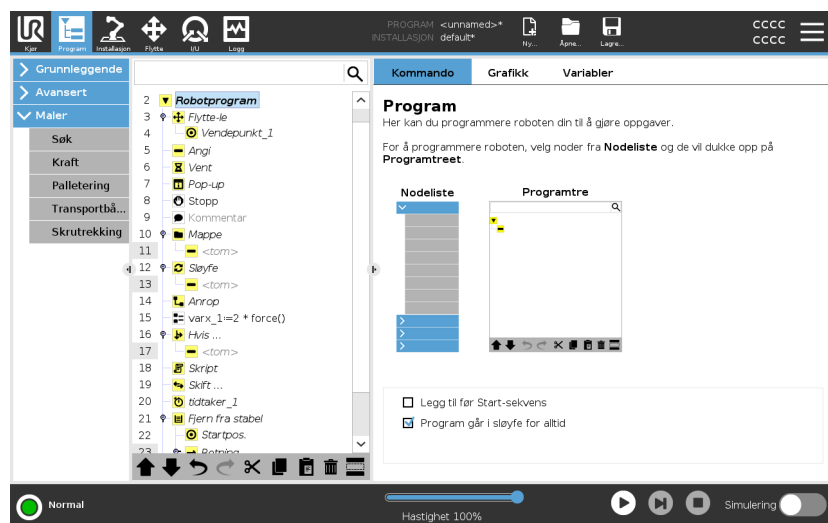 PROGRAM <unnamed>*
INSTALLASJON default*
Kjør
Program
Installasjon
Flytte
I/U
Logg
Ny...
Åpne...
Lagre...
cccc
cccc
Grunnleggende
Avansert
Maler
Søk
Kraft
Palletering
Transportbå...
Skrutrekking
2 Robotprogram
3 Flytte-le
4 Vendepunkt_1
5 Angi
6 Vent
7 Pop-up
8 Stopp
9 Kommentar
10 Mappe
11 <tom>
12 Sløyfe
13 <tom>
14 Anrop
15 varx_1:=2 * force()
16 Hvis ...
17 <tom>
18 Skript
19 Skift ...
20 tidtaker_1
21 Fjern fra stabel
22 Startpos.
23 Retning
Kommando
Grafikk
Variabler
Program
Her kan du programmere roboten din til å gjøre oppgaver.
For å programmere roboten, velg noder fra Nodeliste og de vil dukke opp på
Programtreet.
Nodeliste
Programtre
Legg til før Start-sekvens
Program går i sløyfe for alltid
Normal
Hastighet 100%
Simulering